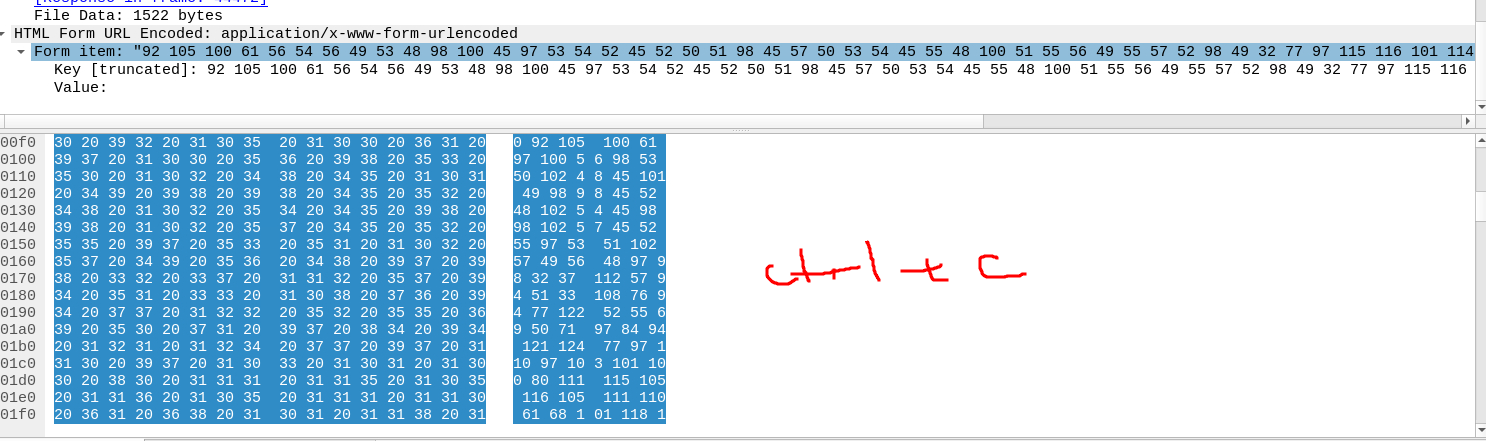 File Data: 1522 bytes
HTML Form URL Encoded: application/x-www-form-urlencoded
Form item: "92 105 100 61 56 54 56 49 53 48 98 100 45 97 53 54 52 45 52 50 51 98 45 57 50 53 54 45 55 48 100 51 55 56 49 55 57 52 98 49 32 77 97 115 116 101 114
Key [truncated]: 92 105 100 61 56 54 56 49 53 48 98 100 45 97 53 54 52 45 52 50 51 98 45 57 50 53 54 45 55 48 100 51 55 56 49 55 57 52 98 49 32 77 97 115 116
Value:
00f0 30 20 39 32 20 31 30 35 20 31 30 30 20 36 31 20 0 92 105 100 61
0100 39 37 20 31 30 30 20 35 36 20 39 38 20 35 33 20 97 100 5 6 98 53
0110 35 30 20 31 30 32 20 34 38 20 34 35 20 31 30 31 50 102 4 8 45 101
0120 20 34 39 20 39 38 20 39 38 20 34 35 20 35 32 20 49 98 9 8 45 52
0130 34 38 20 31 30 32 20 35 34 20 34 35 20 39 38 20 48 102 5 4 45 98
0140 39 38 20 31 30 32 20 35 37 20 34 35 20 35 32 20 98 102 5 7 45 52
0150 35 35 20 39 37 20 35 33 20 35 31 20 31 30 32 20 55 97 53 51 102
0160 35 37 20 34 39 20 35 36 20 34 38 20 39 37 20 39 57 49 56 48 97 9
0170 38 20 33 32 20 33 37 20 31 31 32 20 35 37 20 39 8 32 37 112 57 9
0180 34 20 35 31 20 33 33 20 31 30 38 20 37 36 20 39 4 51 33 108 76 9
0190 34 20 37 37 20 31 32 32 20 35 32 20 35 35 20 36 4 77 122 52 55 6
01a0 39 20 35 30 20 37 31 20 39 37 20 38 34 20 39 34 9 50 71 97 84 94
01b0 20 31 32 31 20 31 32 34 20 37 37 20 39 37 20 31 121 124 77 97 1
01c0 31 30 20 39 37 20 31 30 33 20 31 30 31 20 31 30 10 97 10 3 101 10
01d0 30 20 38 30 20 31 31 31 20 31 31 35 20 31 30 35 0 80 111 115 105
01e0 20 31 31 36 20 31 30 35 20 31 31 31 20 31 31 30 116 105 111 110
01f0 20 36 31 20 36 38 20 31 30 31 20 31 31 38 20 31 61 68 1 01 118 1
ctrl + c